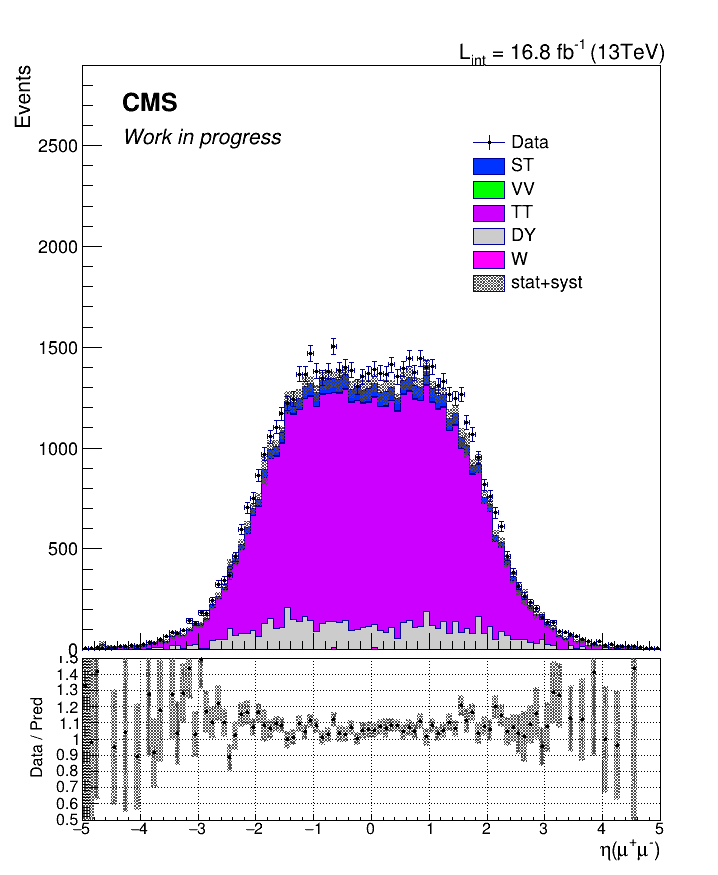 L_int = 16.8 fb^-1 (13TeV)
Events
CMS
Work in progress
Data
ST
VV
TT
DY
W
stat+syst
2500
2000
1500
1000
500
0
Data / Pred
1.5
1.4
1.3
1.2
1.1
1
0.9
0.8
0.7
0.6
0.5
−5 −4 −3 −2 −1 0 1 2 3 4 5
η(μ⁺μ⁻)